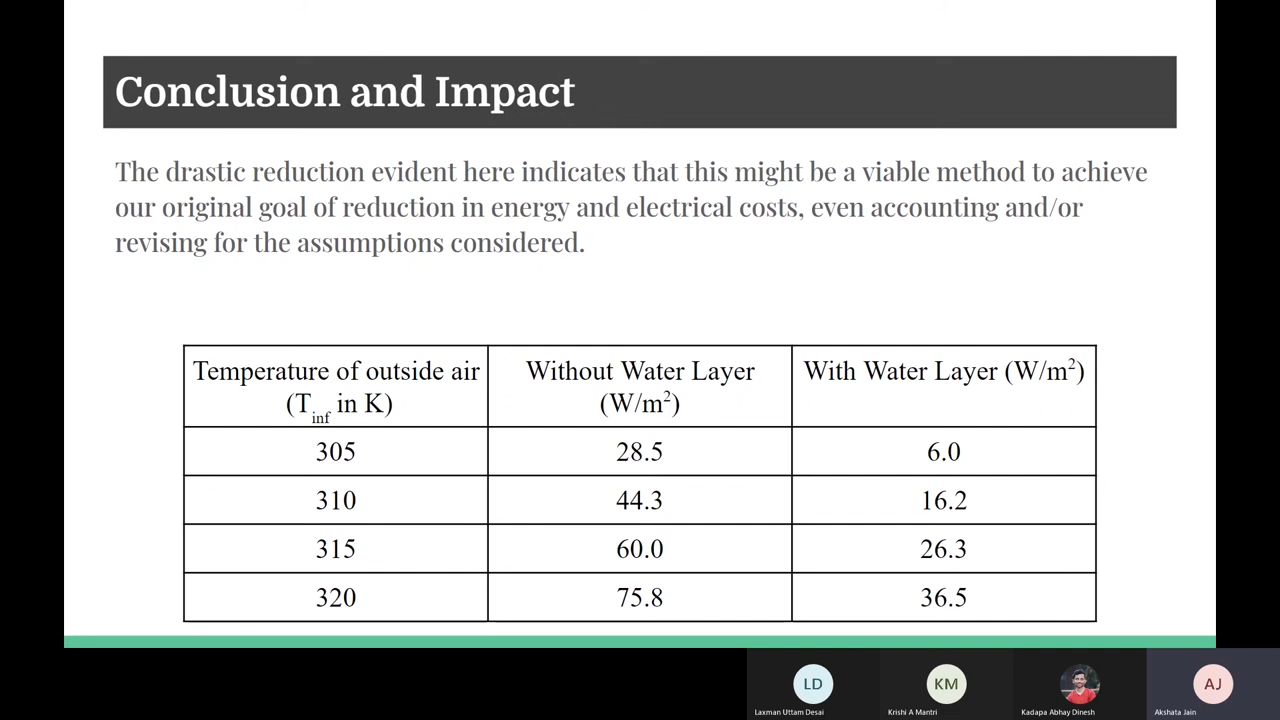 Conclusion and Impact
The drastic reduction evident here indicates that this might be a viable method to achieve
our original goal of reduction in energy and electrical costs, even accounting and/or
revising for the assumptions considered.
Temperature of outside air (T_inf in K) Without Water Layer (W/m²) With Water Layer (W/m²)
305 28.5 6.0
310 44.3 16.2
315 60.0 26.3
320 75.8 36.5
LD KM AJ
Laxman Uttam Desai Krishi A Mantri Kadapa Abhay Dinesh Akshata Jain